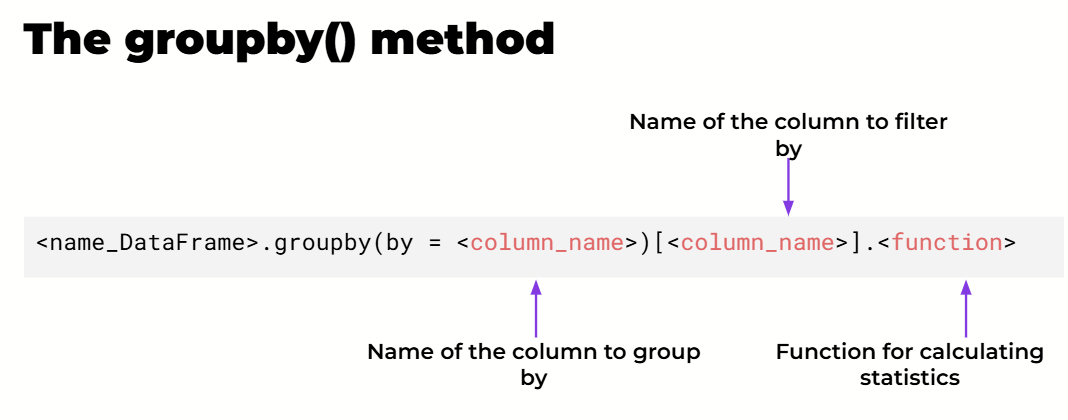 The groupby() method
Name of the column to filter
by
<name_DataFrame>.groupby(by = <column_name>)[<column_name>].<function>
Name of the column to group
by
Function for calculating
statistics